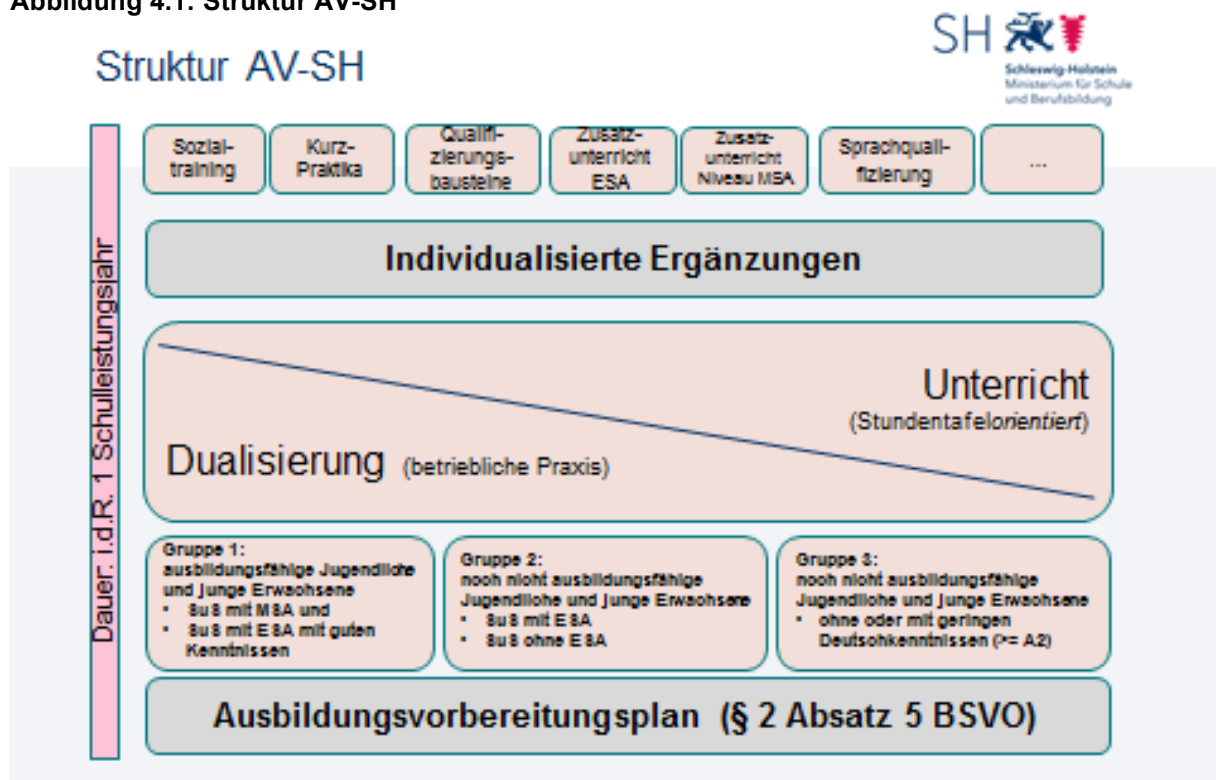 Abbildung 4.1: Struktur AV-SH
Struktur AV-SH
SH
Schleswig-Holstein
Ministerium für Schule
und Berufsbildung
Dauer: i.d.R. 1 Schulleistungsjahr
Sozial-
training
Kurz-
Praktika
Qualifi-
zierungs-
bausteine
Zusatz-
unterricht
ESA
Zusatz-
unterricht
Niveau MSA
Sprachquali-
fizierung
...
Individualisierte Ergänzungen
Unterricht
(Stundentafelorientiert)
Dualisierung (betriebliche Praxis)
Gruppe 1:
ausbildungsfähige Jugendliche
und junge Erwachsene
▪ SuS mit MSA und
▪ SuS mit ESA mit guten
Kenntnissen
Gruppe 2:
noch nicht ausbildungsfähige
Jugendliche und junge Erwachsene
▪ SuS mit ESA
▪ SuS ohne ESA
Gruppe 3:
noch nicht ausbildungsfähige
Jugendliche und junge Erwachsene
▪ ohne oder mit geringen
Deutschkenntnissen (>= A2)
Ausbildungsvorbereitungsplan (§ 2 Absatz 5 BSVO)